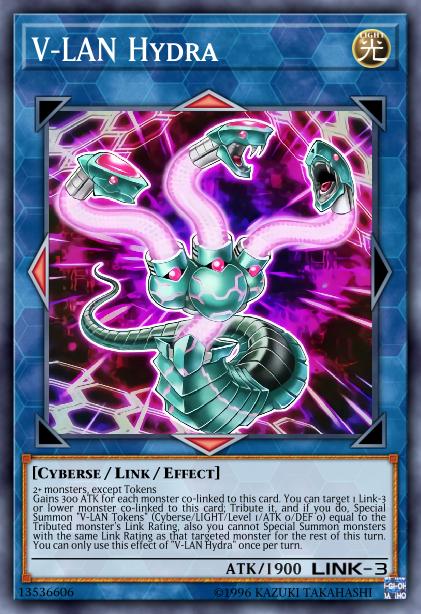 V-LAN Hydra
LIGHT
光
[Cyberse / Link / Effect]
2+ monsters, except Tokens
Gains 300 ATK for each monster co-linked to this card. You can target 1 Link-3
or lower monster co-linked to this card; Tribute it, and if you do, Special
Summon "V-LAN Tokens" (Cyberse/LIGHT/Level 1/ATK 0/DEF 0) equal to the
Tributed monster's Link Rating, also you cannot Special Summon monsters
with the same Link Rating as that targeted monster for the rest of this turn.
You can only use this effect of "V-LAN Hydra" once per turn.
ATK/1900 LINK-3
13536606 ©1996 KAZUKI TAKAHASHI